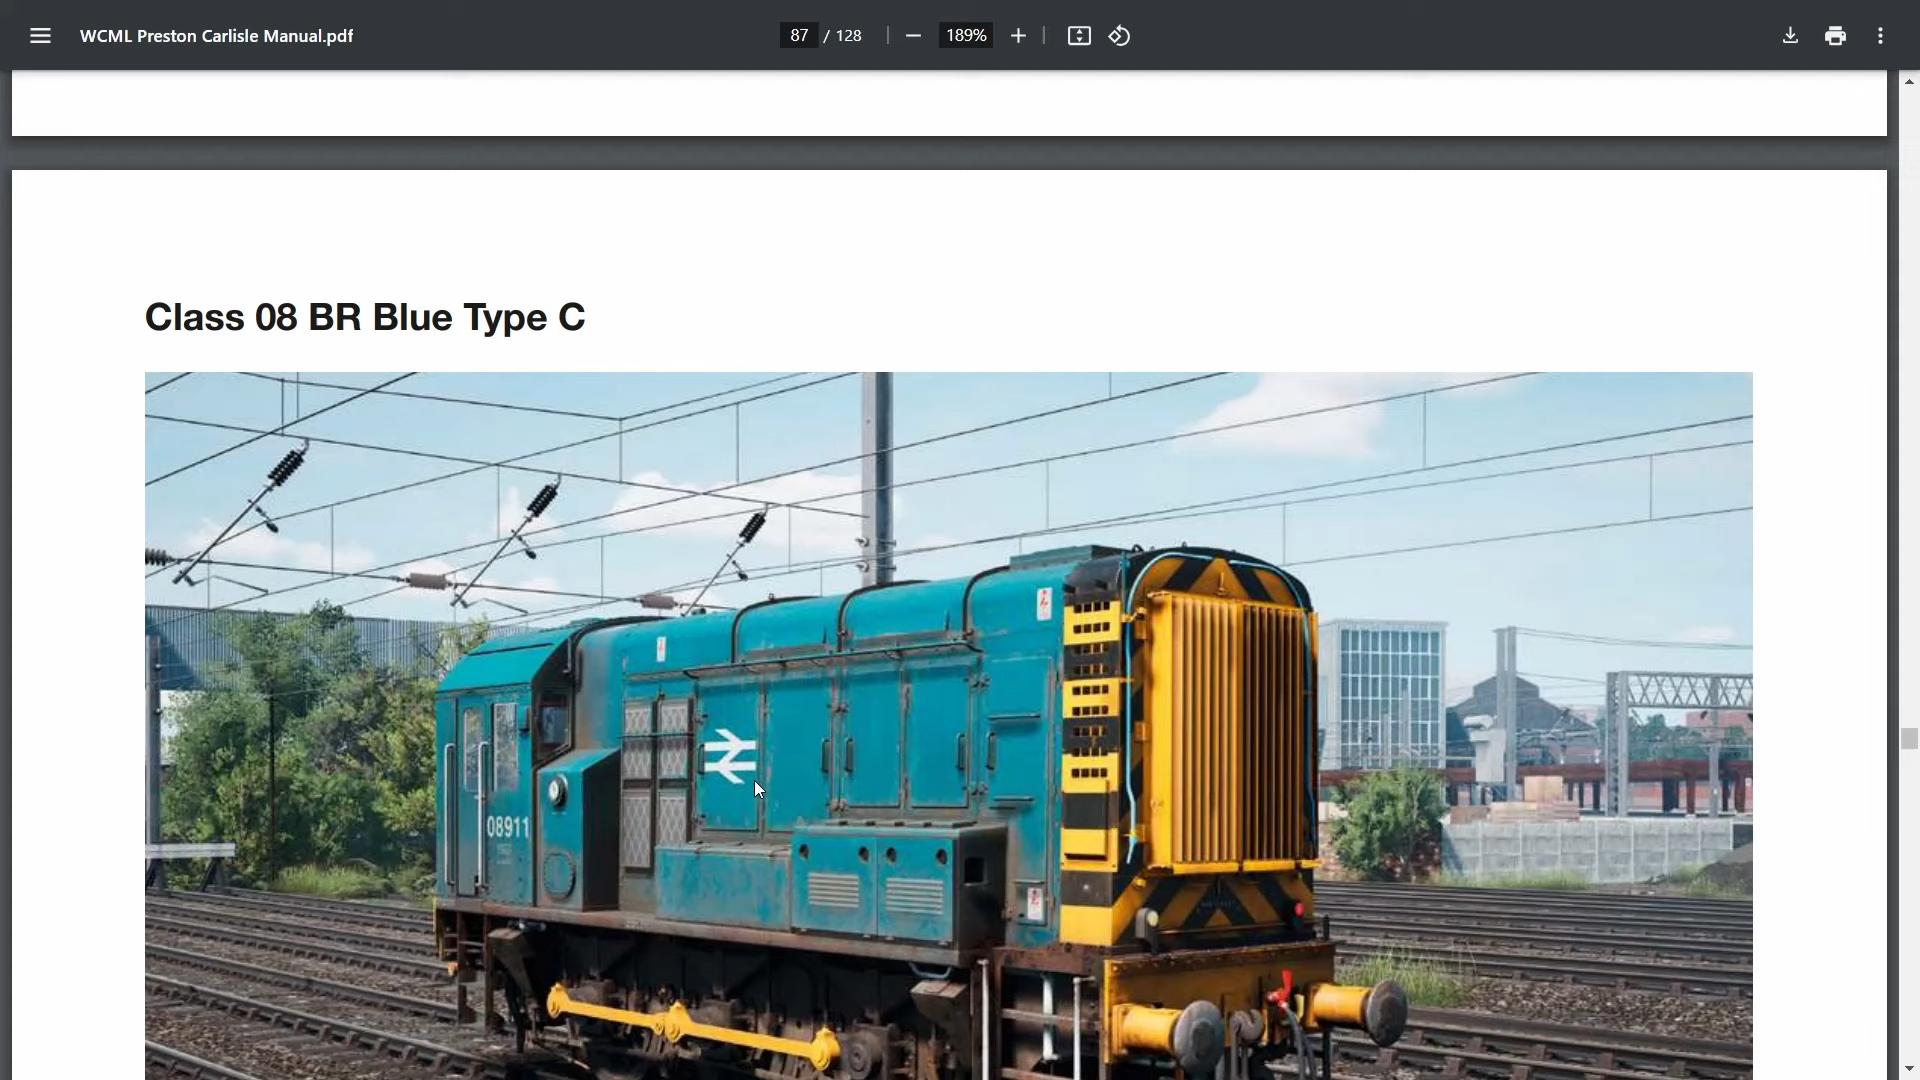 WCML Preston Carlisle Manual.pdf
87 / 128
189%
Class 08 BR Blue Type C
08911